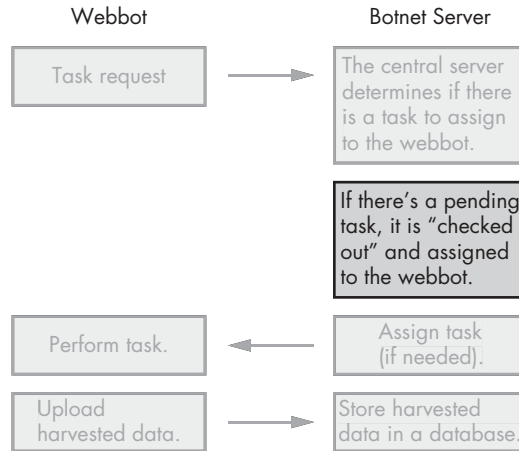 Webbot
Botnet Server
Task request
The central server
determines if there
is a task to assign
to the webbot.
If there’s a pending
task, it is “checked
out” and assigned
to the webbot.
Perform task.
Assign task
(if needed).
Upload
harvested data.
Store harvested
data in a database.